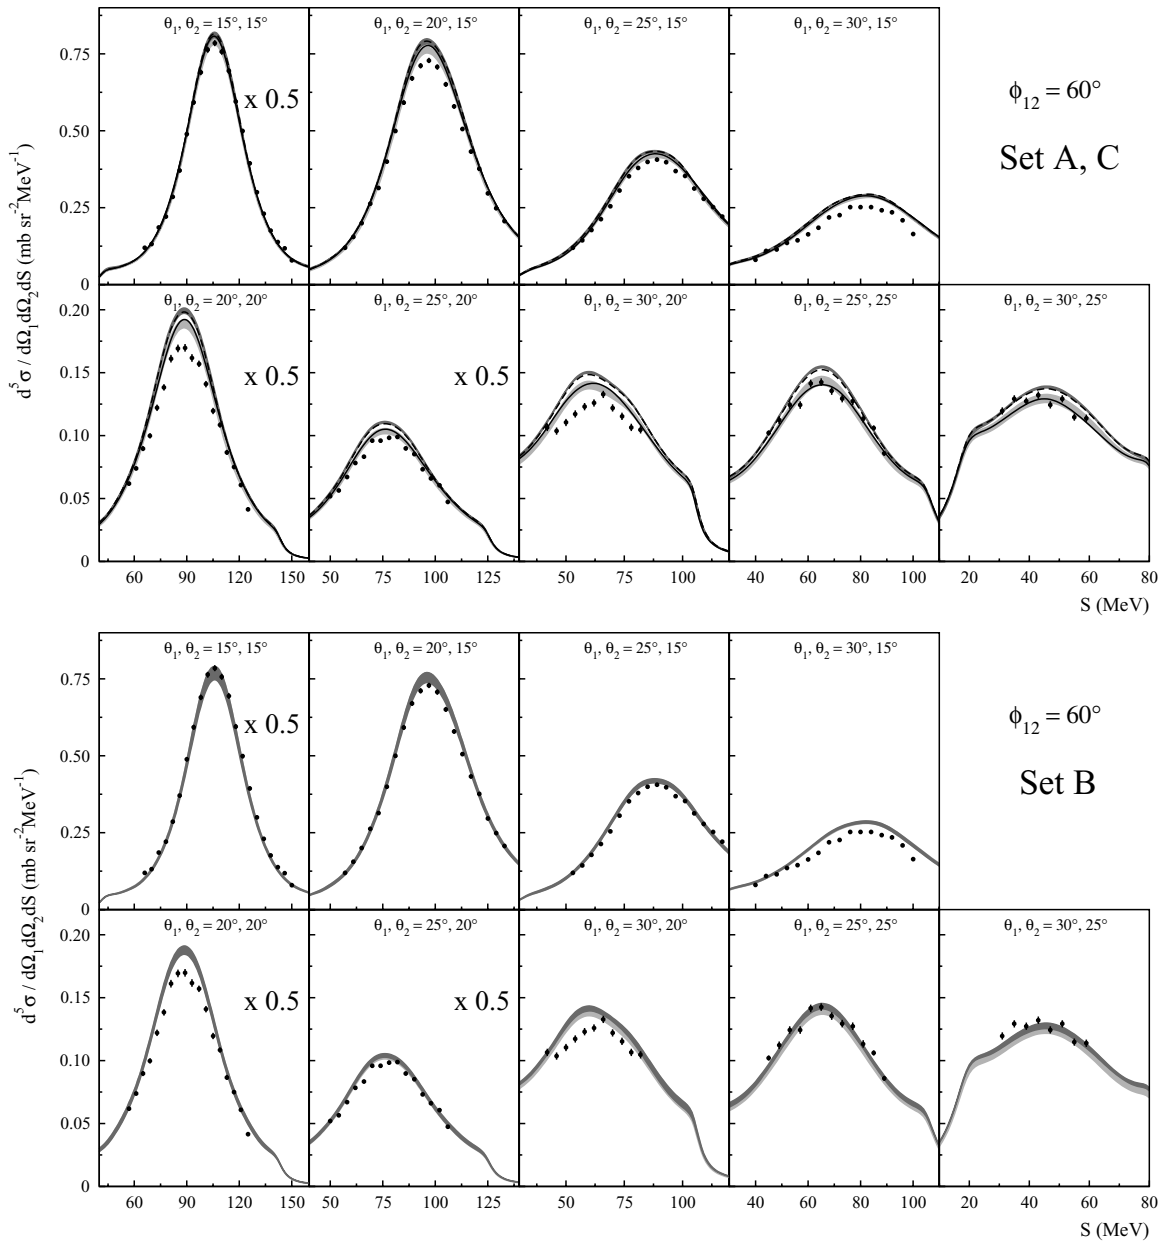 θ1, θ2 = 15°, 15°
θ1, θ2 = 20°, 15°
θ1, θ2 = 25°, 15°
θ1, θ2 = 30°, 15°
0.75
0.50
0.25
0
x 0.5
ϕ12 = 60°
Set A, C
d5σ / dΩ1dΩ2dS (mb sr-2MeV-1)
θ1, θ2 = 20°, 20°
θ1, θ2 = 25°, 20°
θ1, θ2 = 30°, 20°
θ1, θ2 = 25°, 25°
θ1, θ2 = 30°, 25°
0.20
0.15
0.10
0.05
0
x 0.5
x 0.5
60 90 120 150
50 75 100 125
50 75 100
40 60 80 100
20 40 60 80
S (MeV)
θ1, θ2 = 15°, 15°
θ1, θ2 = 20°, 15°
θ1, θ2 = 25°, 15°
θ1, θ2 = 30°, 15°
0.75
0.50
0.25
0
x 0.5
ϕ12 = 60°
Set B
d5σ / dΩ1dΩ2dS (mb sr-2MeV-1)
θ1, θ2 = 20°, 20°
θ1, θ2 = 25°, 20°
θ1, θ2 = 30°, 20°
θ1, θ2 = 25°, 25°
θ1, θ2 = 30°, 25°
0.20
0.15
0.10
0.05
0
x 0.5
x 0.5
60 90 120 150
50 75 100 125
50 75 100
40 60 80 100
20 40 60 80
S (MeV)